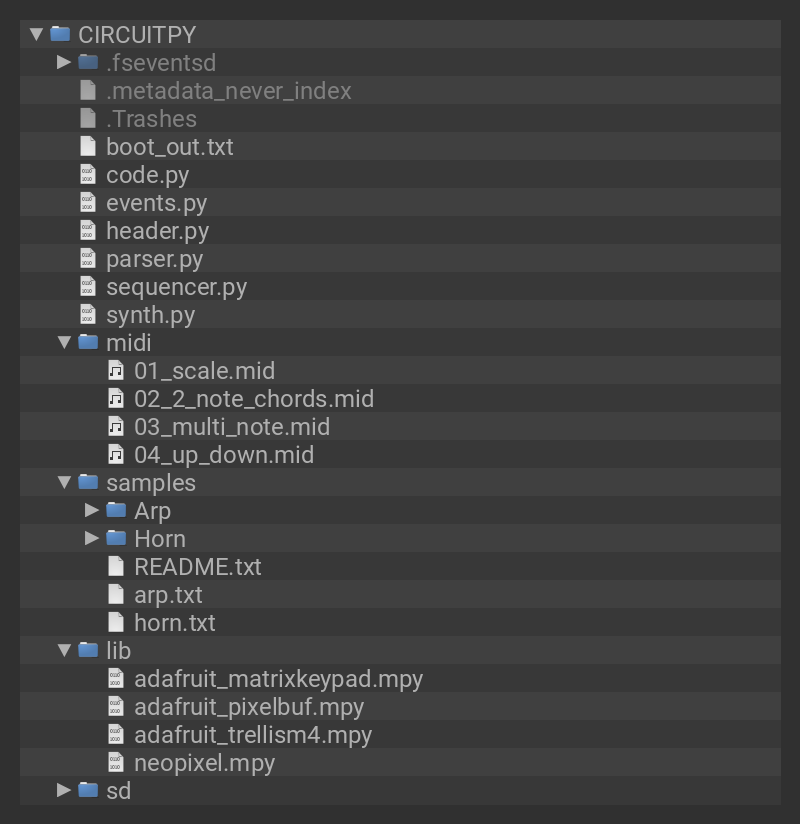 CIRCUITPY
.fseventsd
.metadata_never_index
.Trashes
boot_out.txt
code.py
events.py
header.py
parser.py
sequencer.py
synth.py
midi
01_scale.mid
02_2_note_chords.mid
03_multi_note.mid
04_up_down.mid
samples
Arp
Horn
README.txt
arp.txt
horn.txt
lib
adafruit_matrixkeypad.mpy
adafruit_pixelbuf.mpy
adafruit_trellism4.mpy
neopixel.mpy
sd